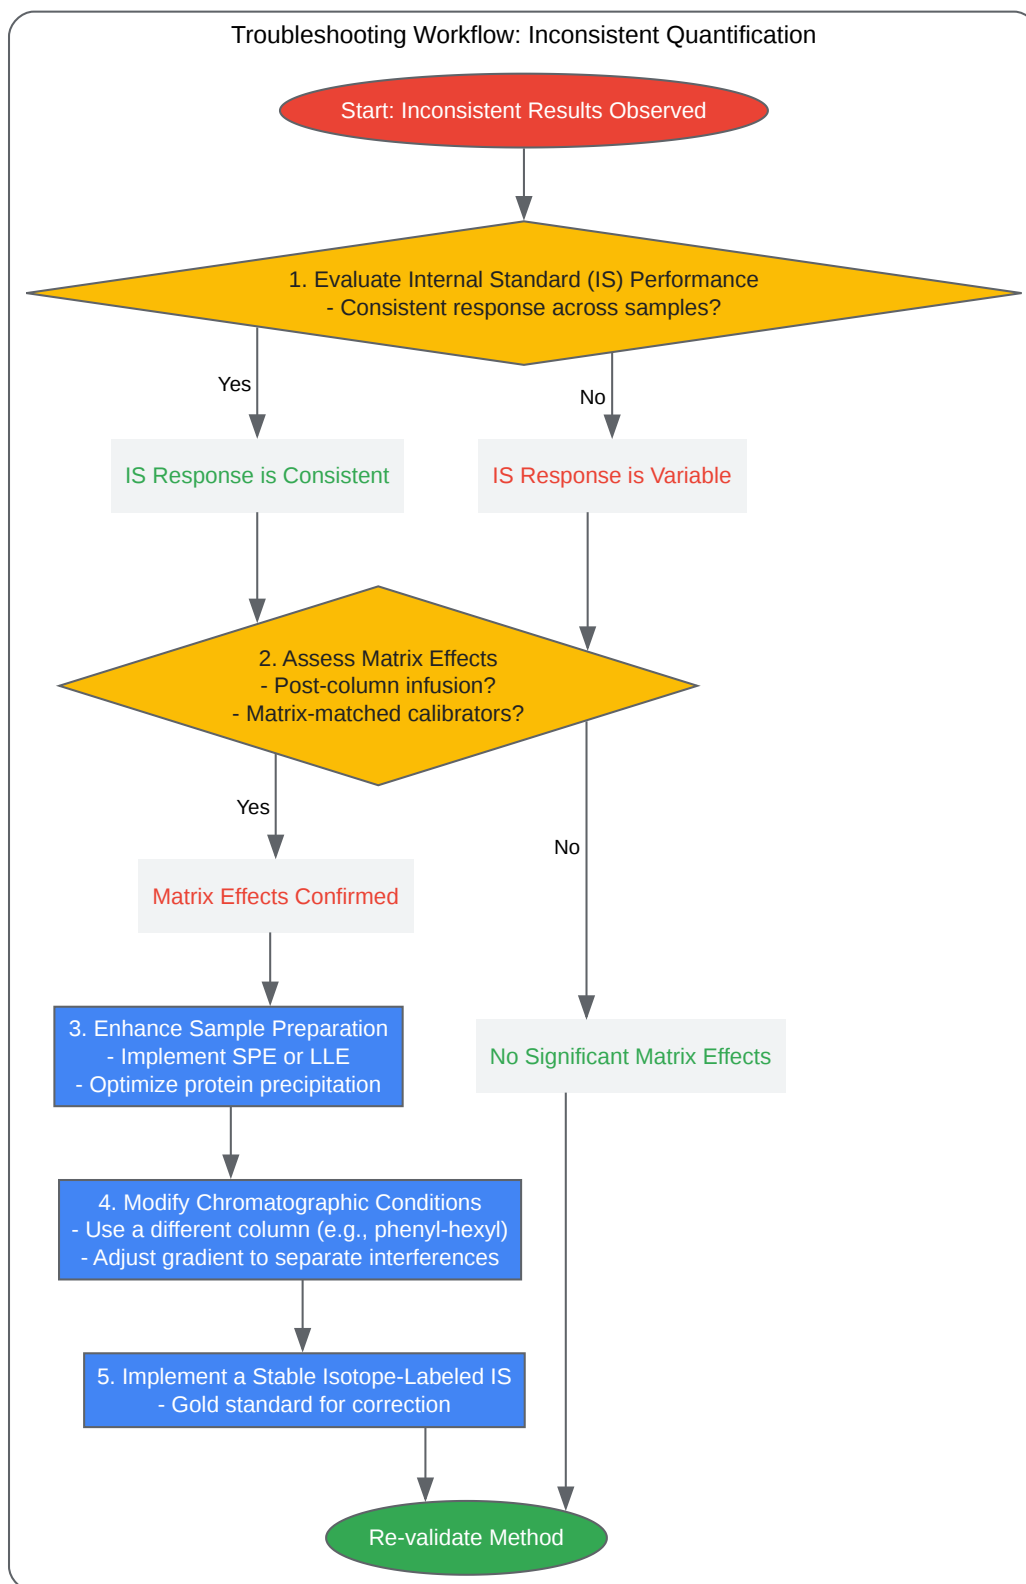 Troubleshooting Workflow: Inconsistent Quantification
Start: Inconsistent Results Observed
1. Evaluate Internal Standard (IS) Performance
- Consistent response across samples?
Yes
No
IS Response is Consistent
IS Response is Variable
2. Assess Matrix Effects
- Post-column infusion?
- Matrix-matched calibrators?
Yes
No
Matrix Effects Confirmed
3. Enhance Sample Preparation
- Implement SPE or LLE
- Optimize protein precipitation
No Significant Matrix Effects
4. Modify Chromatographic Conditions
- Use a different column (e.g., phenyl-hexyl)
- Adjust gradient to separate interferences
5. Implement a Stable Isotope-Labeled IS
- Gold standard for correction
Re-validate Method